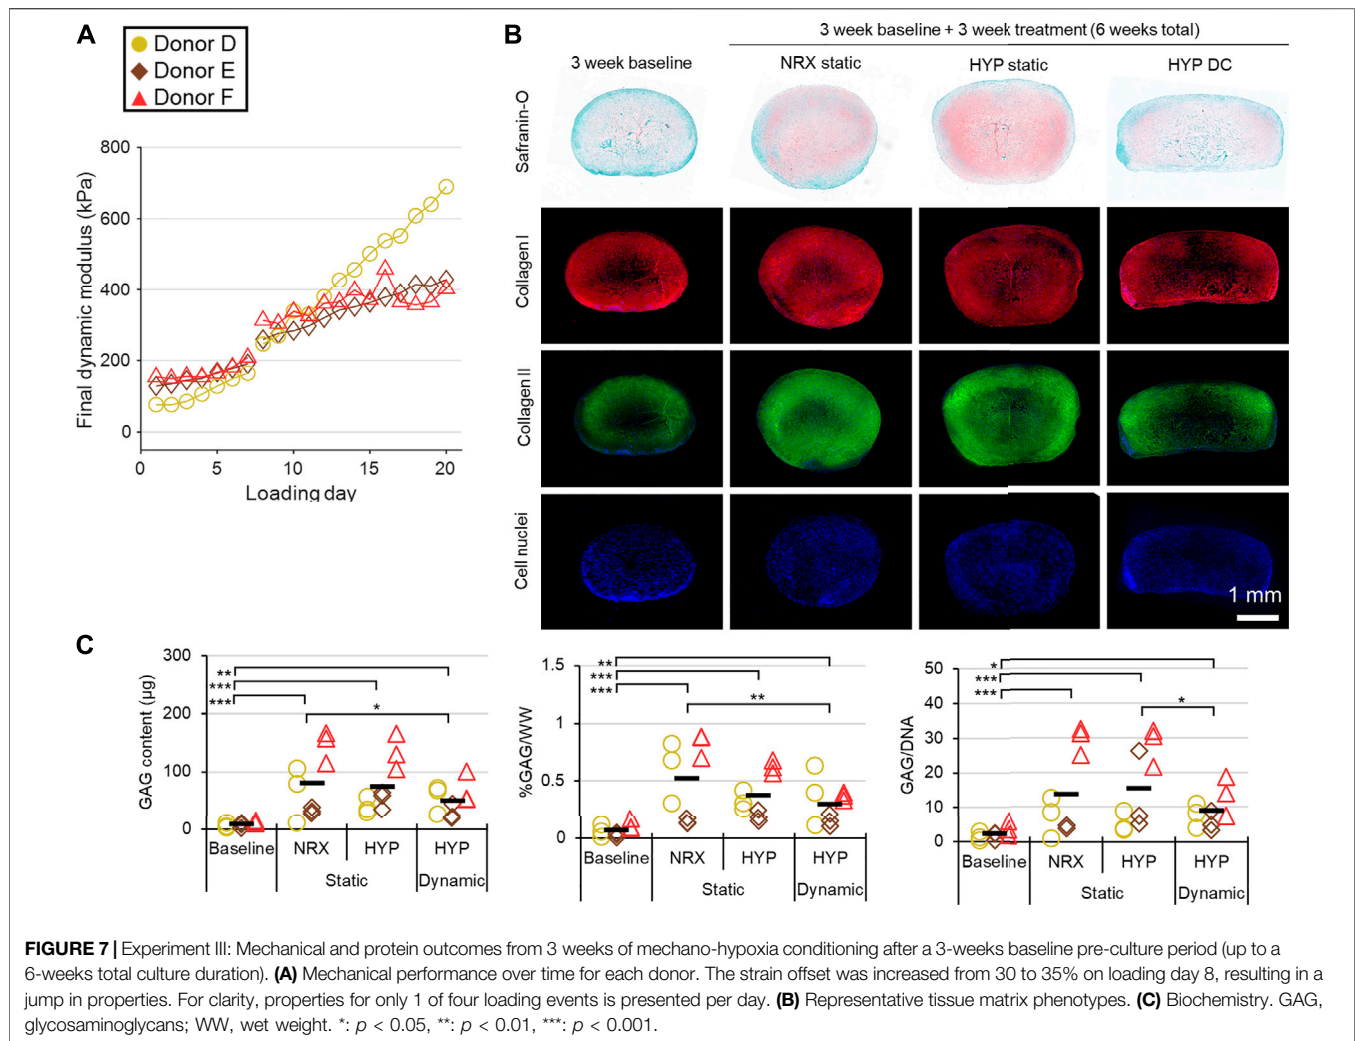 A
Donor D
Donor E
Donor F
Final dynamic modulus (kPa)
800
600
400
200
0
0 5 10 15 20
Loading day
B
3 week baseline + 3 week treatment (6 weeks total)
3 week baseline NRX static HYP static HYP DC
Safranin-O
Collagen I
Collagen II
Cell nuclei
1 mm
C
GAG content (µg)
300
200
100
0
**
***
***
*
Baseline NRX HYP HYP
Static Dynamic
%GAG/WW
1.5
1
0.5
0
**
***
***
**
Baseline NRX HYP HYP
Static Dynamic
GAG/DNA
50
40
30
20
10
0
*
***
***
*
Baseline NRX HYP HYP
Static Dynamic
FIGURE 7 | Experiment III: Mechanical and protein outcomes from 3 weeks of mechano-hypoxia conditioning after a 3-weeks baseline pre-culture period (up to a
6-weeks total culture duration). (A) Mechanical performance over time for each donor. The strain offset was increased from 30 to 35% on loading day 8, resulting in a
jump in properties. For clarity, properties for only 1 of four loading events is presented per day. (B) Representative tissue matrix phenotypes. (C) Biochemistry. GAG,
glycosaminoglycans; WW, wet weight. *: p < 0.05, **: p < 0.01, ***: p < 0.001.